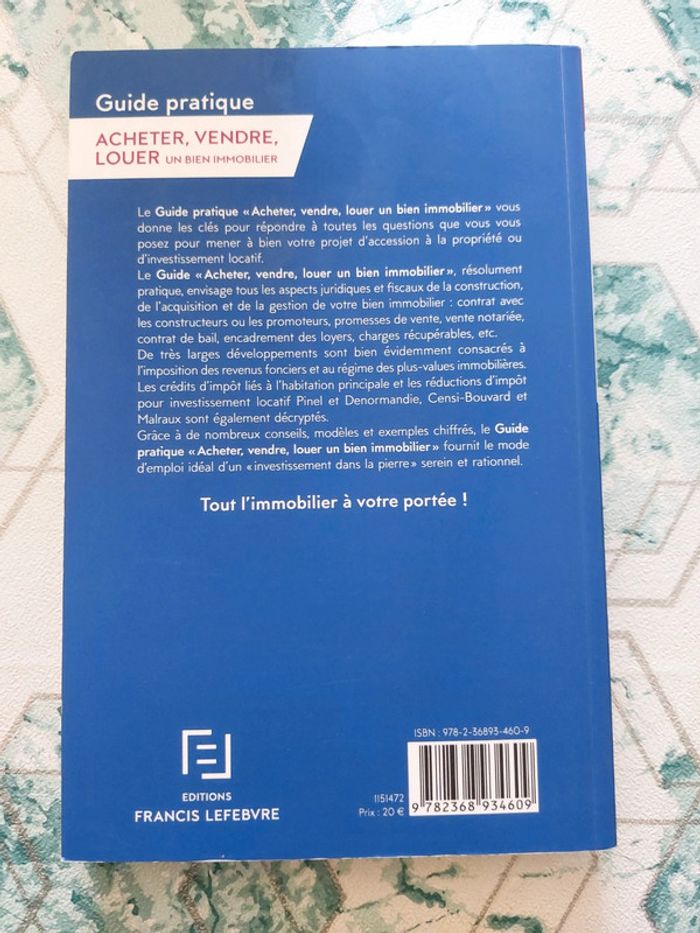 Guide pratique
ACHETER, VENDRE,
LOUER UN BIEN IMMOBILIER
Le Guide pratique « Acheter, vendre, louer un bien immobilier » vous
donne les clés pour répondre à toutes les questions que vous vous
posez pour mener à bien votre projet d'accession à la propriété ou
d'investissement locatif.
Le Guide « Acheter, vendre, louer un bien immobilier », résolument
pratique, envisage tous les aspects juridiques et fiscaux de la construction,
de l'acquisition et de la gestion de votre bien immobilier : contrat avec
les constructeurs ou les promoteurs, promesses de vente, vente notariée,
contrat de bail, encadrement des loyers, charges récupérables, etc.
De très larges développements sont bien évidemment consacrés à
l'imposition des revenus fonciers et au régime des plus-values immobilières.
Les crédits d'impôt liés à l'habitation principale et les réductions d'impôt
pour investissement locatif Pinel et Denormandie, Censi-Bouvard et
Malraux sont également décryptés.
Grâce à de nombreux conseils, modèles et exemples chiffrés, le Guide
pratique « Acheter, vendre, louer un bien immobilier » fournit le mode
d'emploi idéal d'un « investissement dans la pierre » serein et rationnel.
Tout l'immobilier à votre portée !
ISBN : 978-2-36893-460-9
EDITIONS
FRANCIS LEFEBVRE
1151472
Prix : 20 €
9 782368 934609